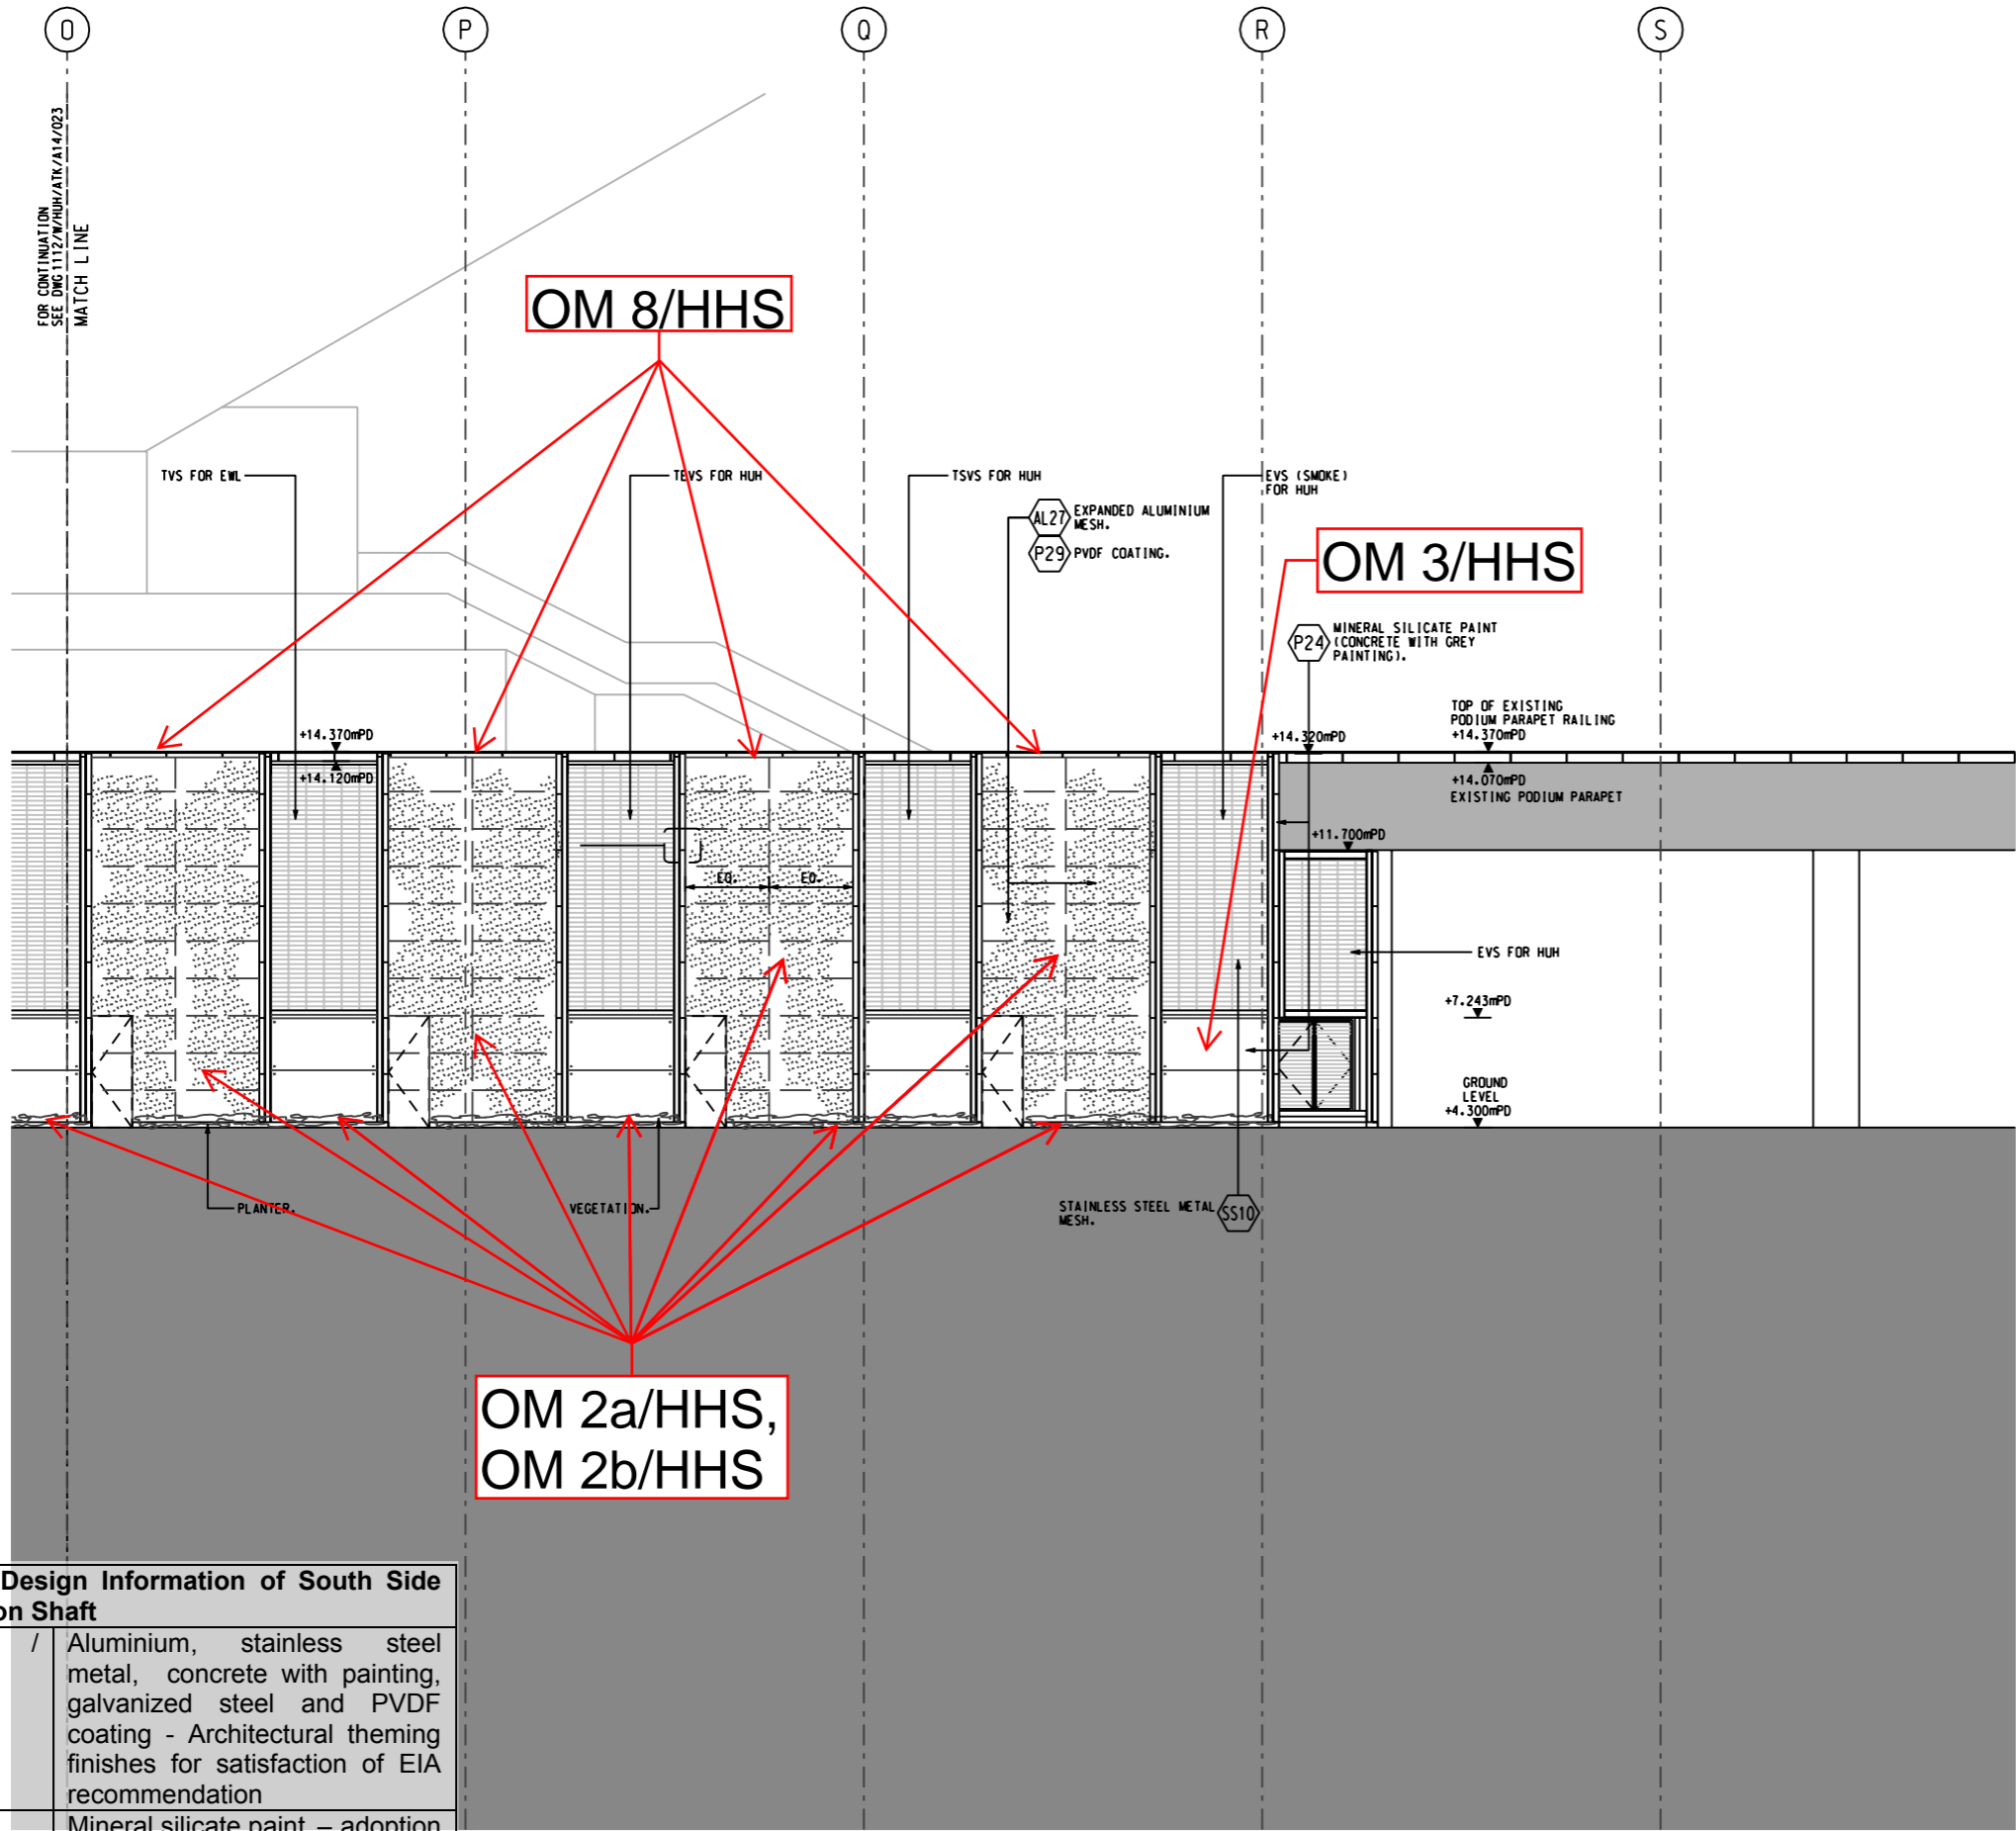 O
P
Q
R
S
FOR CONTINUATION
SEE DWG 1112/W/HUH/ATK/A14/023
MATCH LINE
OM 8/HHS
TVS FOR EWL
TEVS FOR HUH
TSVS FOR HUH
EVS (SMOKE)
FOR HUH
AL27
EXPANDED ALUMINIUM
MESH.
P29
PVDF COATING.
OM 3/HHS
P24
MINERAL SILICATE PAINT
(CONCRETE WITH GREY
PAINTING).
TOP OF EXISTING
PODIUM PARAPET RAILING
+14.370mPD
+14.370mPD
+14.320mPD
+14.120mPD
+14.070mPD
EXISTING PODIUM PARAPET
+11.700mPD
EQ.
EQ.
EVS FOR HUH
+7.243mPD
GROUND
LEVEL
+4.300mPD
PLANTER.
VEGETATION.
STAINLESS STEEL METAL
MESH.
SS10
OM 2a/HHS,
OM 2b/HHS
Design Information of South Side
on Shaft
/
Aluminium, stainless steel
metal, concrete with painting,
galvanized steel and PVDF
coating - Architectural theming
finishes for satisfaction of EIA
recommendation
Mineral silicate paint – adoption